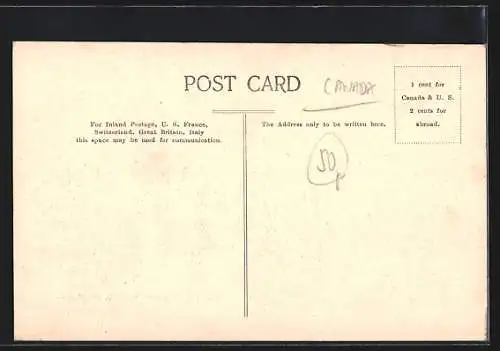 POST CARD
CANADA
1 cent for
Canada & U. S.
2 cents for
abroad.
For Inland Postage, U. S. France,
Switzerland, Great Britain, Italy
this space may be used for communication.
The Address only to be written here.
50p